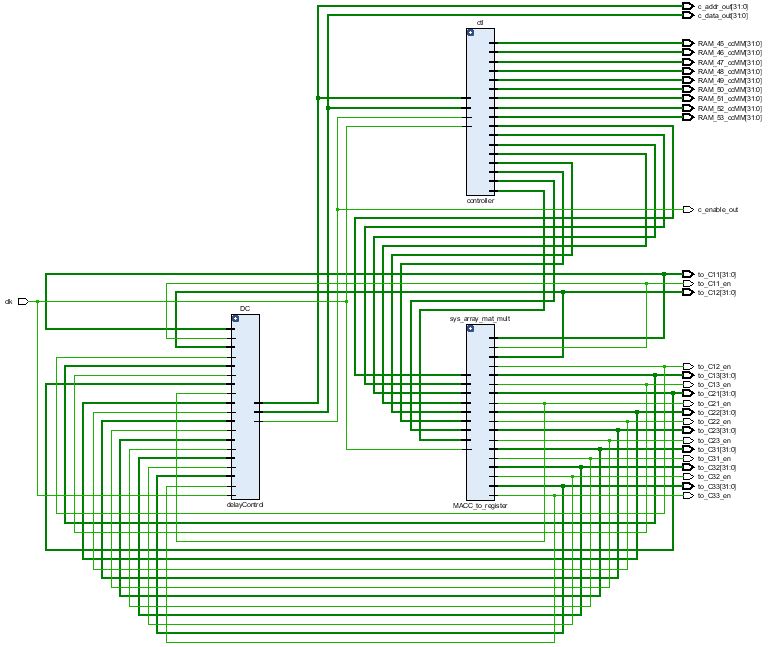 c_addr_out[31:0]
c_data_out[31:0]
ctl
RAM_45_ccMM[31:0]
RAM_46_ccMM[31:0]
RAM_47_ccMM[31:0]
RAM_48_ccMM[31:0]
RAM_49_ccMM[31:0]
RAM_50_ccMM[31:0]
RAM_51_ccMM[31:0]
RAM_52_ccMM[31:0]
RAM_53_ccMM[31:0]
controller
c_enable_out
to_C11[31:0]
to_C11_en
to_C12[31:0]
clk
DC
sys_array_mat_mult
to_C12_en
to_C13[31:0]
to_C13_en
to_C21[31:0]
to_C21_en
to_C22[31:0]
to_C22_en
to_C23[31:0]
to_C23_en
to_C31[31:0]
to_C31_en
to_C32[31:0]
to_C32_en
to_C33[31:0]
to_C33_en
delayControl
MACC_to_register